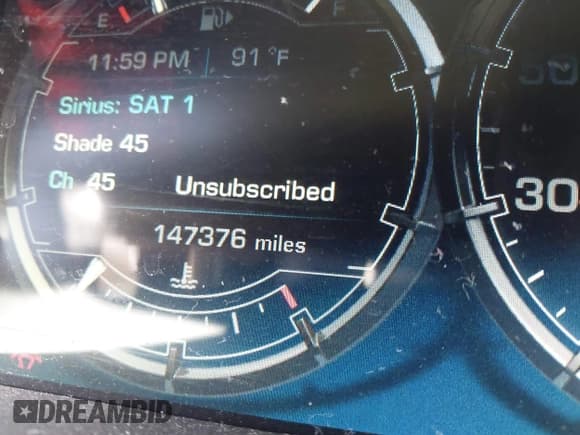 E F
11:59 PM 91 °F
Sirius: SAT 1
Shade 45
Ch 45 Unsubscribed
147376 miles
30
DREAMBID